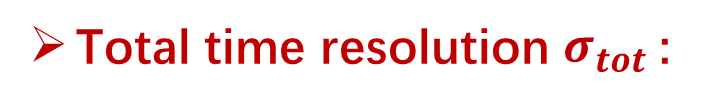 ➢ Total time resolution σ_tot :